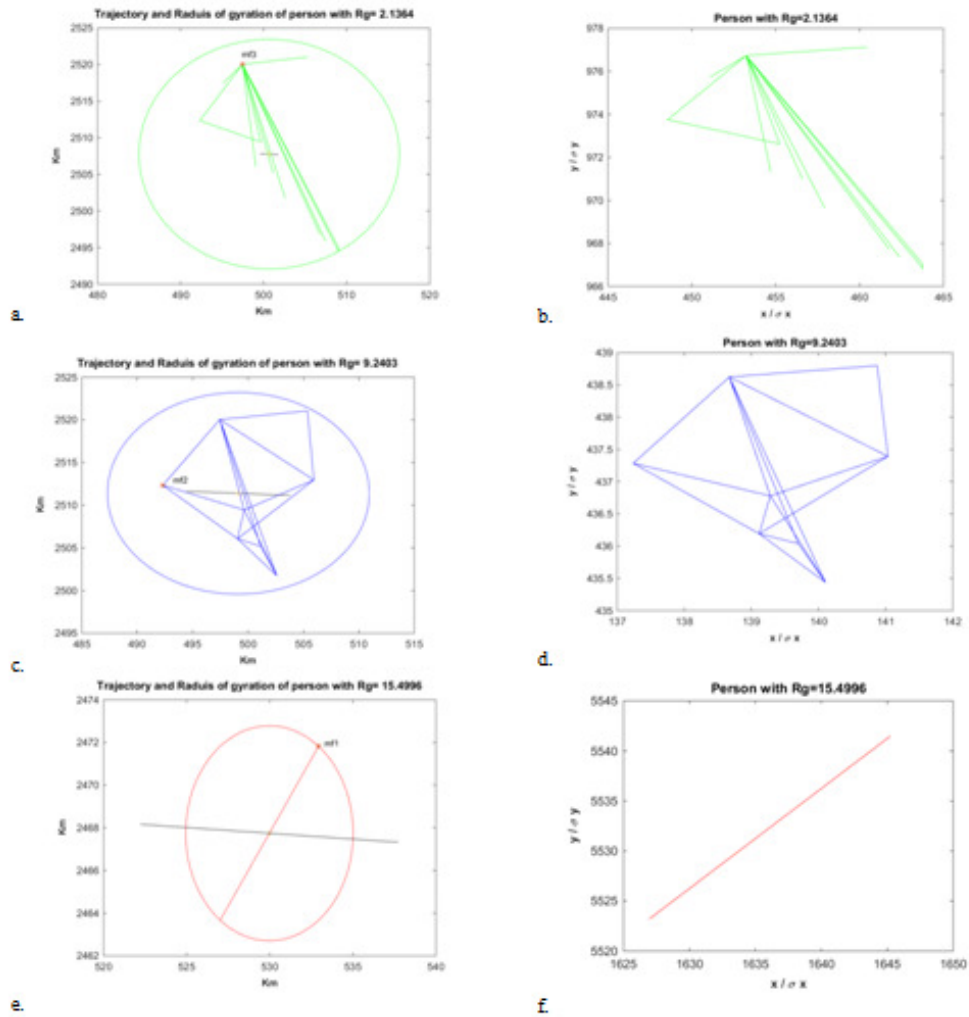 Trajectory and Raduis of gyration of person with Rg= 2.1364
2525
2520
2515
2510
2505
2500
2495
2490
Km
mf3
480
490
500
510
520
Km
a.
Person with Rg=2.1364
978
976
974
972
970
968
966
y / σ y
445
450
455
460
465
x / σ x
b.
Trajectory and Raduis of gyration of person with Rg= 9.2403
2525
2520
2515
2510
2505
2500
2495
Km
mf2
485
490
495
500
505
510
515
Km
c.
Person with Rg=9.2403
439
438.5
438
437.5
437
436.5
436
435.5
435
y / σ y
137
138
139
140
141
142
x / σ x
d.
Trajectory and Raduis of gyration of person with Rg= 15.4996
2474
2472
2470
2468
2466
2464
2462
Km
mf1
520
525
530
535
540
Km
e.
Person with Rg=15.4996
5545
5540
5535
5530
5525
5520
y / σ y
1625
1630
1635
1640
1645
1650
x / σ x
f.